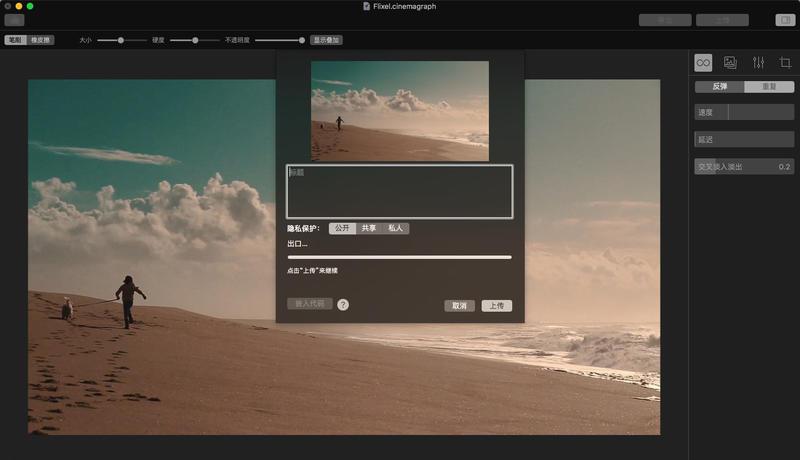 Flixel.cinemagraph
导出
上传
笔刷
橡皮擦
大小
硬度
不透明度
显示叠加
反弹
重复
速度
延迟
交叉淡入淡出
0.2
标题
隐私保护:
公开
共享
私人
出口...
点击“上传”来继续
嵌入代码
?
取消
上传